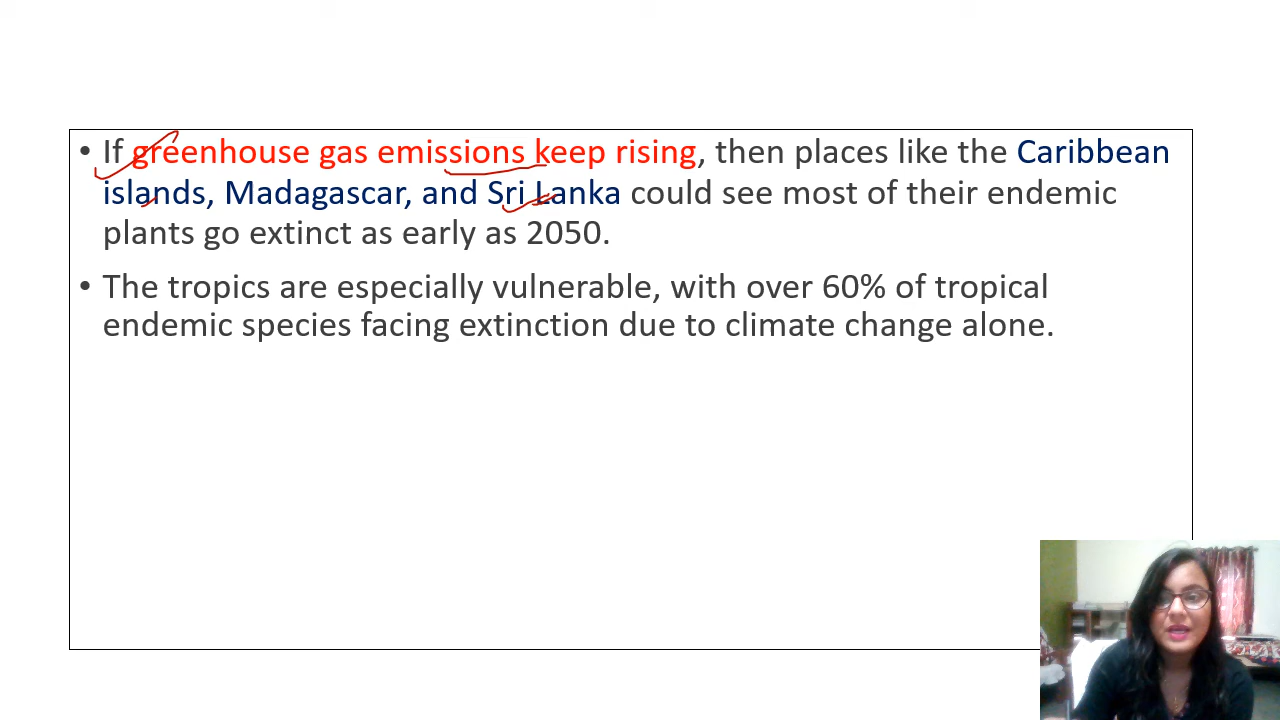 • If greenhouse gas emissions keep rising, then places like the Caribbean
islands, Madagascar, and Sri Lanka could see most of their endemic
plants go extinct as early as 2050.
• The tropics are especially vulnerable, with over 60% of tropical
endemic species facing extinction due to climate change alone.